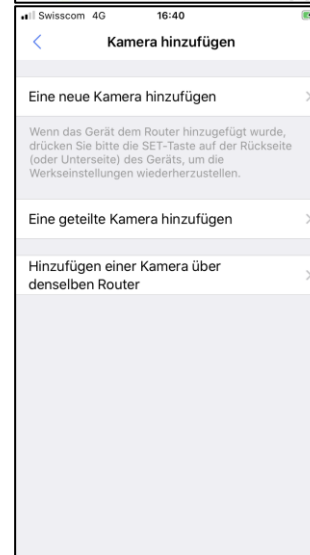 Swisscom 4G 16:40
Kamera hinzufügen
Eine neue Kamera hinzufügen
Wenn das Gerät dem Router hinzugefügt wurde,
drücken Sie bitte die SET-Taste auf der Rückseite
(oder Unterseite) des Geräts, um die
Werkseinstellungen wiederherzustellen.
Eine geteilte Kamera hinzufügen
Hinzufügen einer Kamera über
denselben Router